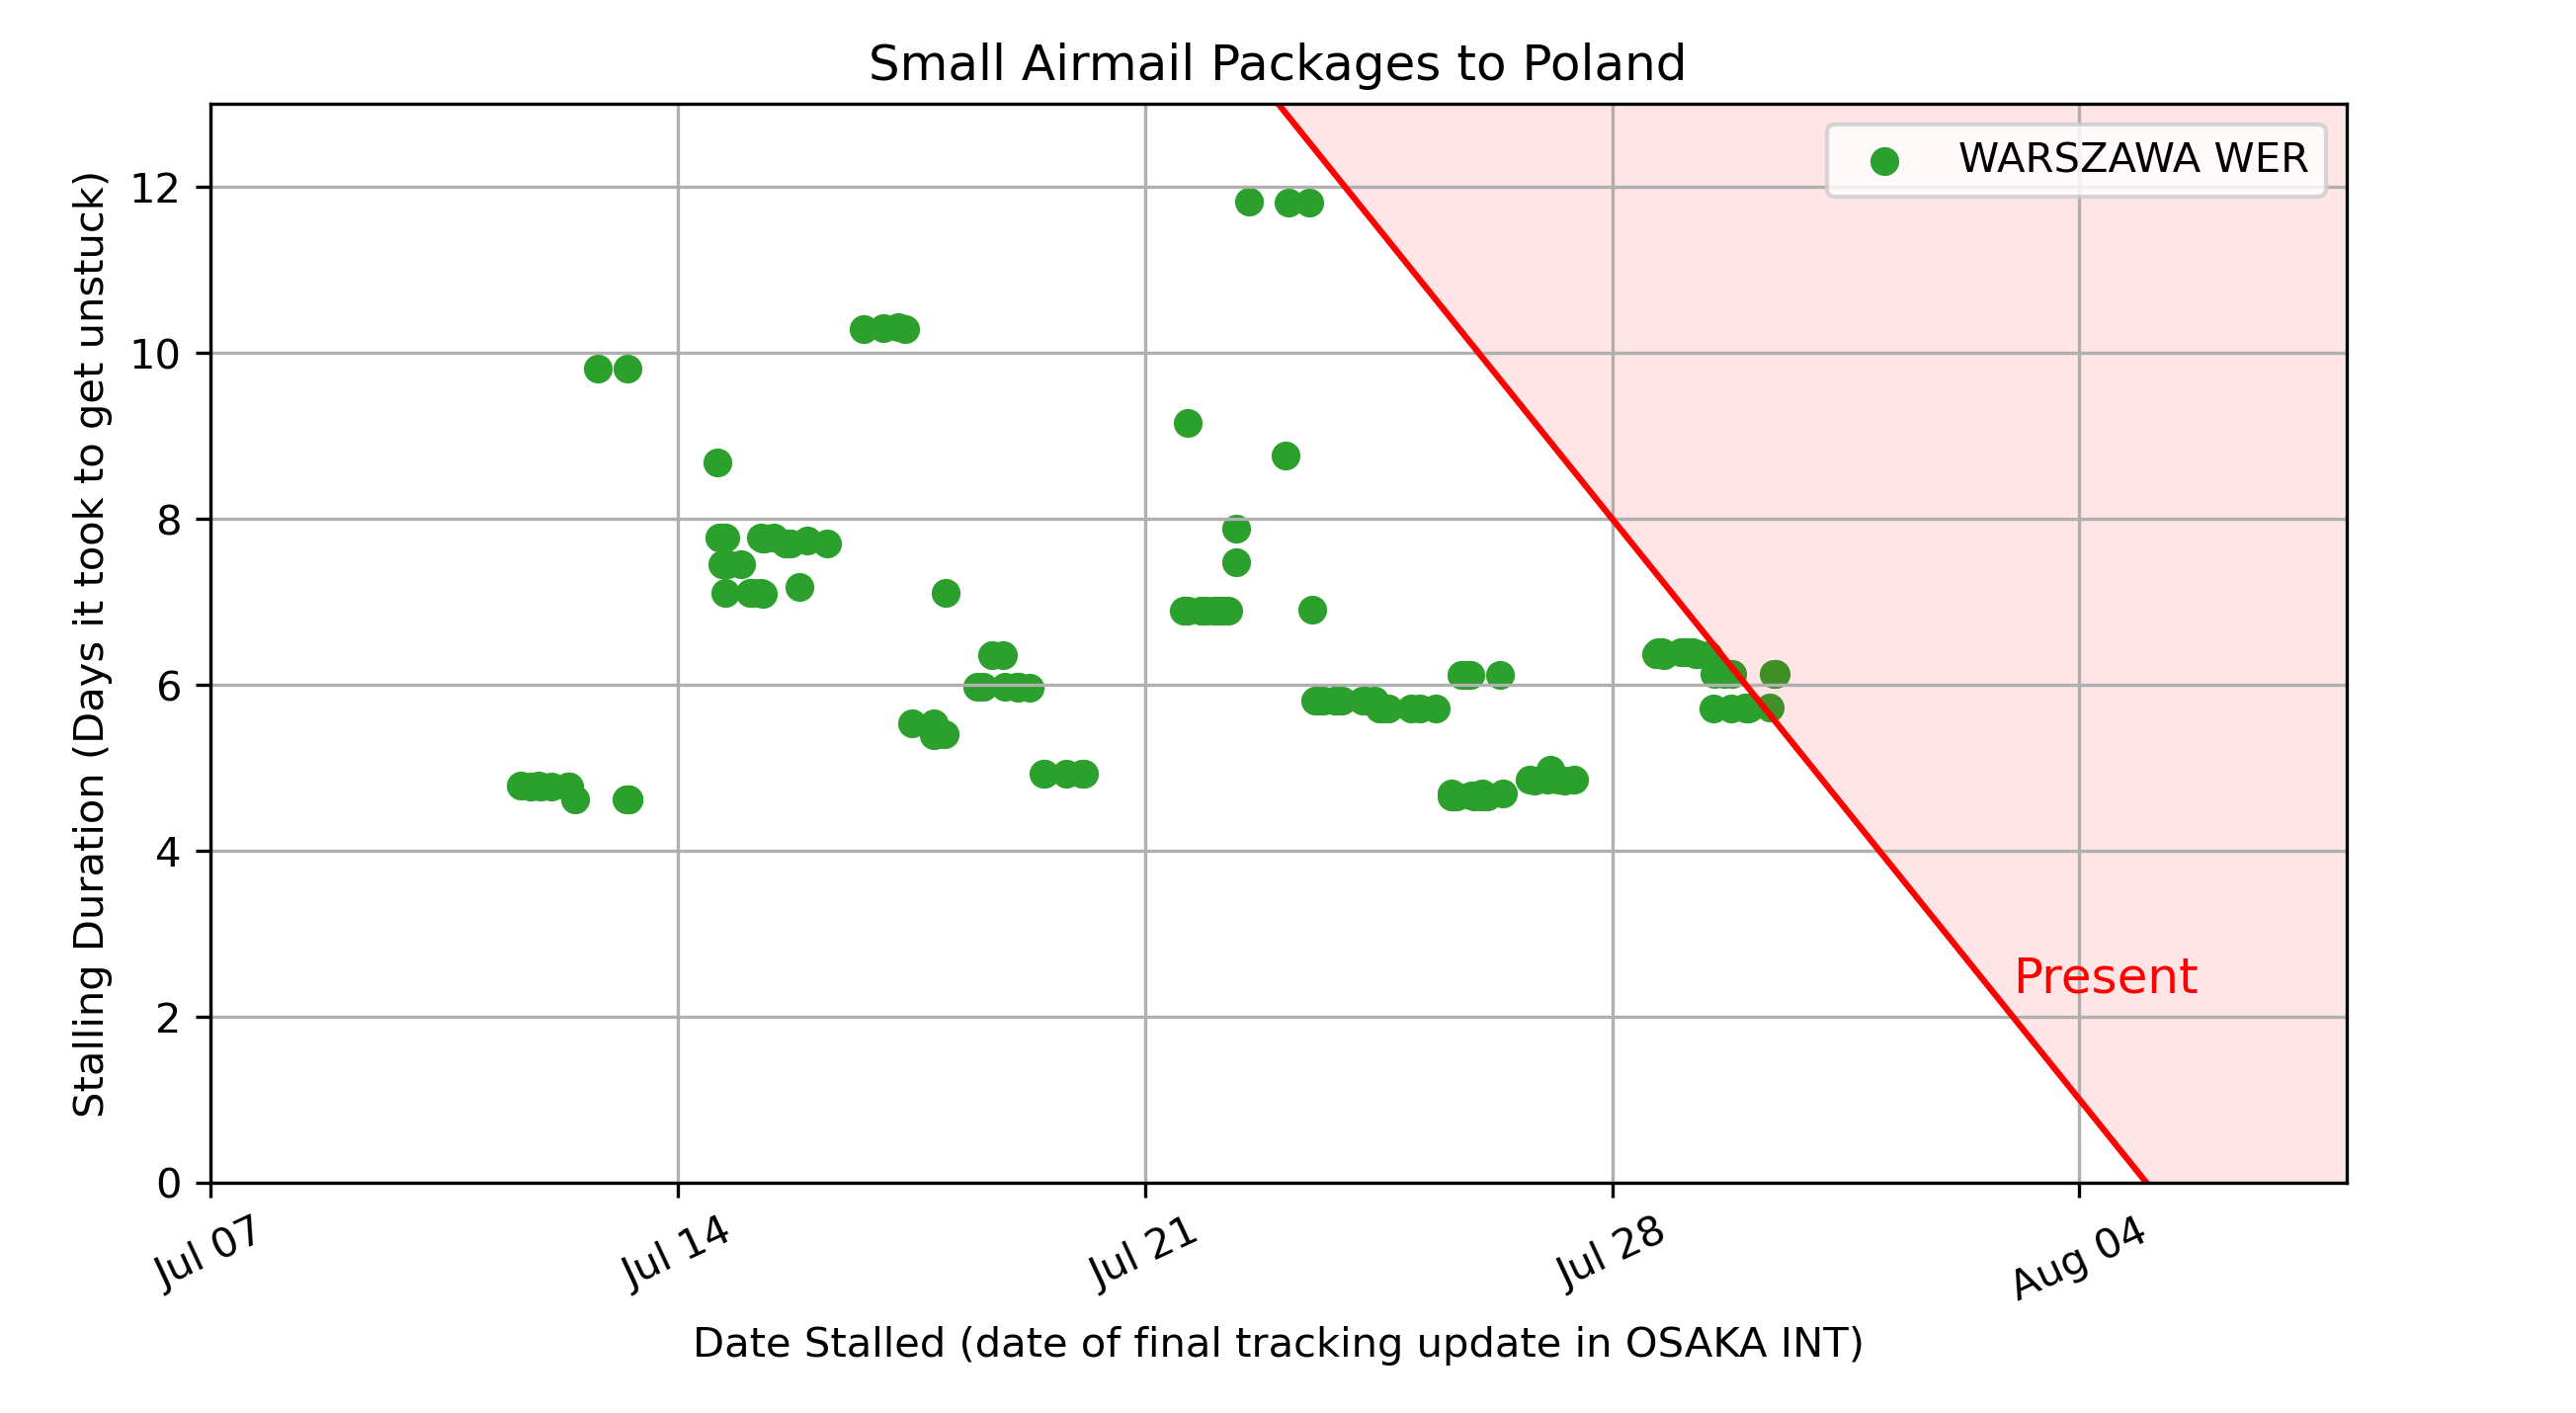 Small Airmail Packages to Poland
WARSZAWA WER
Stalling Duration (Days it took to get unstuck)
12
10
8
6
4
2
0
Present
Jul 07
Jul 14
Jul 21
Jul 28
Aug 04
Date Stalled (date of final tracking update in OSAKA INT)